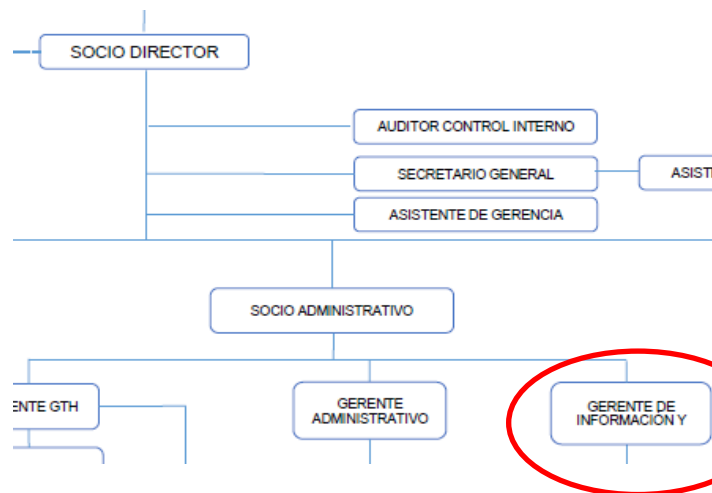 SOCIO DIRECTOR
AUDITOR CONTROL INTERNO
SECRETARIO GENERAL
ASISTE
ASISTENTE DE GERENCIA
SOCIO ADMINISTRATIVO
ENTE GTH
GERENTE
ADMINISTRATIVO
GERENTE DE
INFORMACION Y